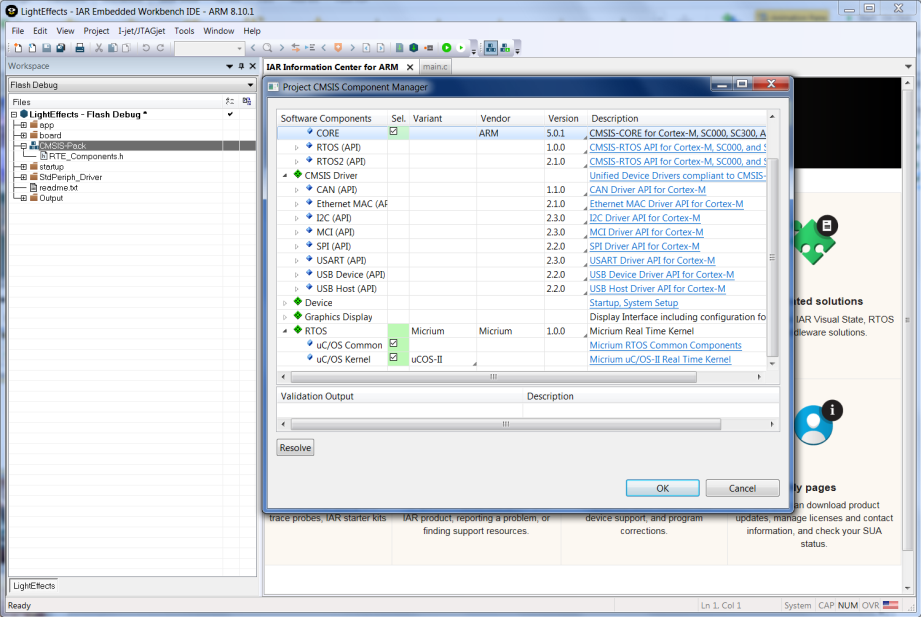 LightEffects - IAR Embedded Workbench IDE - ARM 8.10.1
File Edit View Project I-jet/JTAGjet Tools Window Help
Workspace
IAR Information Center for ARM
main.c
Flash Debug
Files
LightEffects - Flash Debug *
app
board
CMSIS-Pack
RTE_Components.h
startup
StdPeriph_Driver
readme.txt
Output
LightEffects
Project CMSIS Component Manager
Software Components Sel. Variant Vendor Version Description
CORE ARM 5.0.1 CMSIS-CORE for Cortex-M, SC000, SC300, A
RTOS (API) 1.0.0 CMSIS-RTOS API for Cortex-M, SC000, and S
RTOS2 (API) 2.1.0 CMSIS-RTOS API for Cortex-M, SC000, and S
CMSIS Driver Unified Device Drivers compliant to CMSIS-
CAN (API) 1.1.0 CAN Driver API for Cortex-M
Ethernet MAC (AP 2.1.0 Ethernet MAC Driver API for Cortex-M
I2C (API) 2.3.0 I2C Driver API for Cortex-M
MCI (API) 2.3.0 MCI Driver API for Cortex-M
SPI (API) 2.2.0 SPI Driver API for Cortex-M
USART (API) 2.3.0 USART Driver API for Cortex-M
USB Device (API) 2.2.0 USB Device Driver API for Cortex-M
USB Host (API) 2.2.0 USB Host Driver API for Cortex-M
Device Startup, System Setup
Graphics Display Display Interface including configuration fo
RTOS Micrium Micrium 1.0.0 Micrium Real Time Kernel
uC/OS Common Micrium RTOS Common Components
uC/OS Kernel uCOS-II Micrium uC/OS-II Real Time Kernel
Validation Output Description
Resolve
OK Cancel
ted solutions
IAR Visual State, RTOS
dleware solutions.
y pages
an download product
updates, manage licenses and contact
information, and check your SUA
status.
trace probes, IAR starter kits
IAR product, reporting a problem, or
finding support resources.
device support, and program
corrections.
Ready Ln 1, Col 1 System CAP NUM OVR